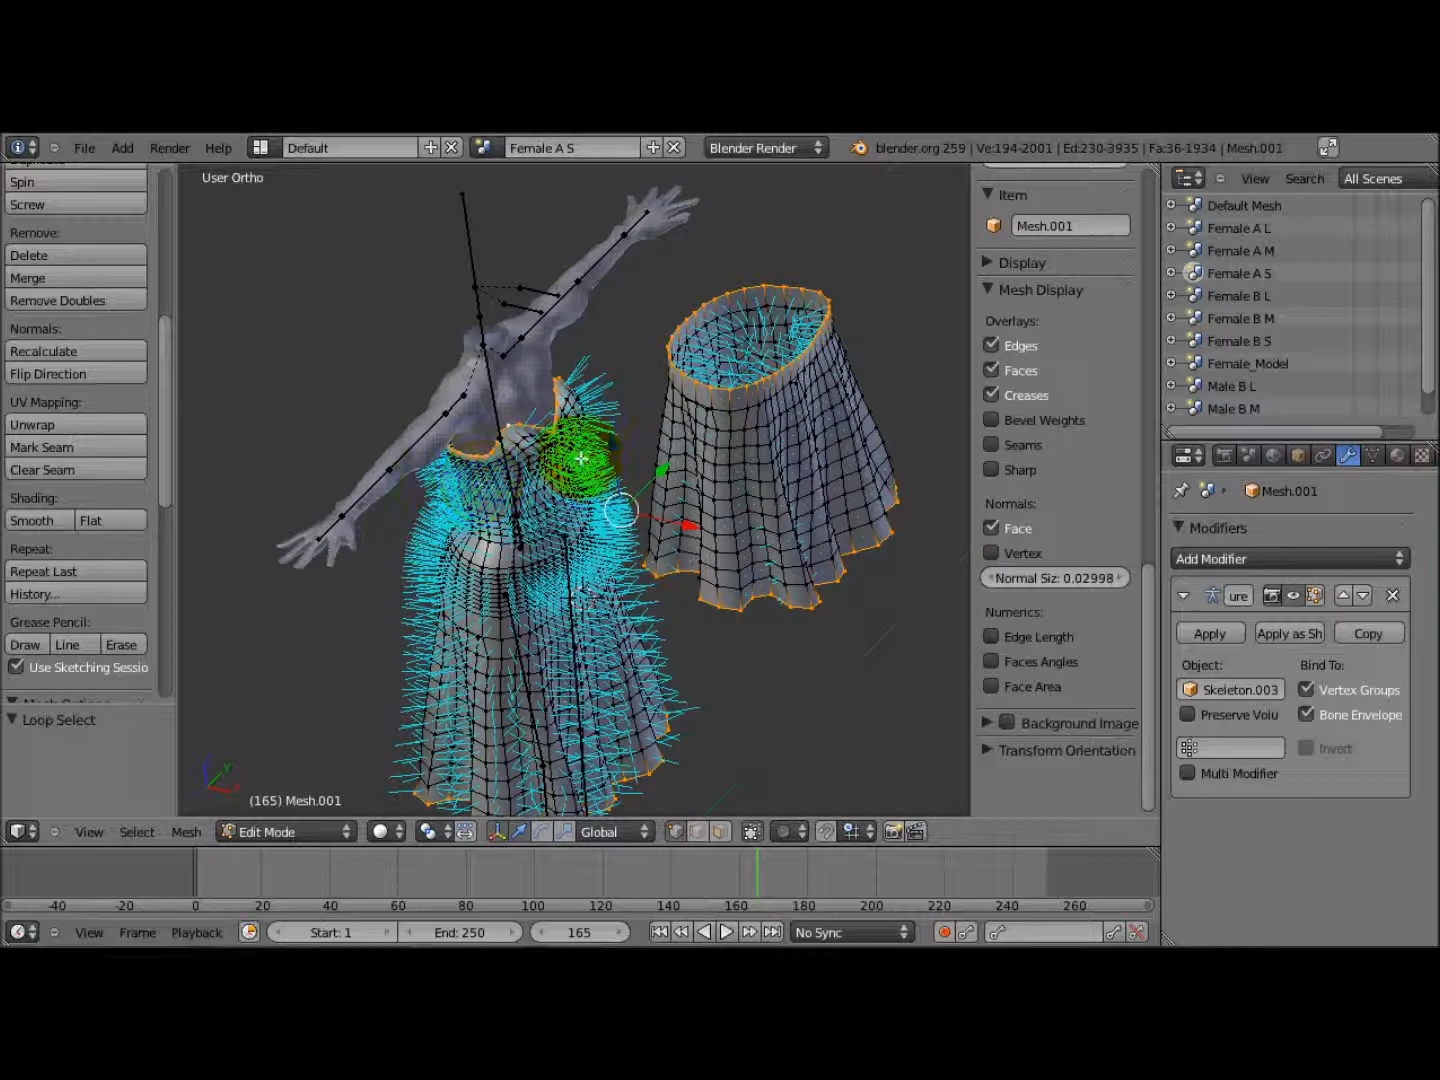 File Add Render Help Default Female A S Blender Render blender.org 259 | Ve:194-2001 | Ed:230-3935 | Fa:36-1934 | Mesh.001
Spin
Screw
Remove:
Delete
Merge
Remove Doubles
Normals:
Recalculate
Flip Direction
UV Mapping:
Unwrap
Mark Seam
Clear Seam
Shading:
Smooth Flat
Repeat:
Repeat Last
History...
Grease Pencil:
Draw Line Erase
Use Sketching Sessio
Loop Select
User Ortho
(165) Mesh.001
Item
Mesh.001
Display
Mesh Display
Overlays:
Edges
Faces
Creases
Bevel Weights
Seams
Sharp
Normals:
Face
Vertex
Normal Siz: 0.02998
Numerics:
Edge Length
Faces Angles
Face Area
Background Image
Transform Orientation
View Search All Scenes
Default Mesh
Female A L
Female A M
Female A S
Female B L
Female B M
Female B S
Female_Model
Male B L
Male B M
Mesh.001
Modifiers
Add Modifier
ure
Apply Apply as Sh Copy
Object: Bind To:
Skeleton.003 Vertex Groups
Preserve Volu Bone Envelope
Invert
Multi Modifier
View Select Mesh Edit Mode Global
-40 -20 0 20 40 60 80 100 120 140 160 180 200 220 240 260
View Frame Playback Start: 1 End: 250 165 No Sync